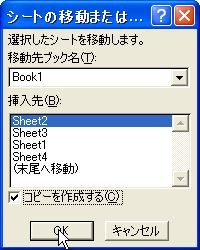 シートの移動または...
選択したシートを移動します。
移動先ブック名(T):
Book1
挿入先(B):
Sheet2
Sheet3
Sheet1
Sheet4
(末尾へ移動)
コピーを作成する(C)
OK
キャンセル